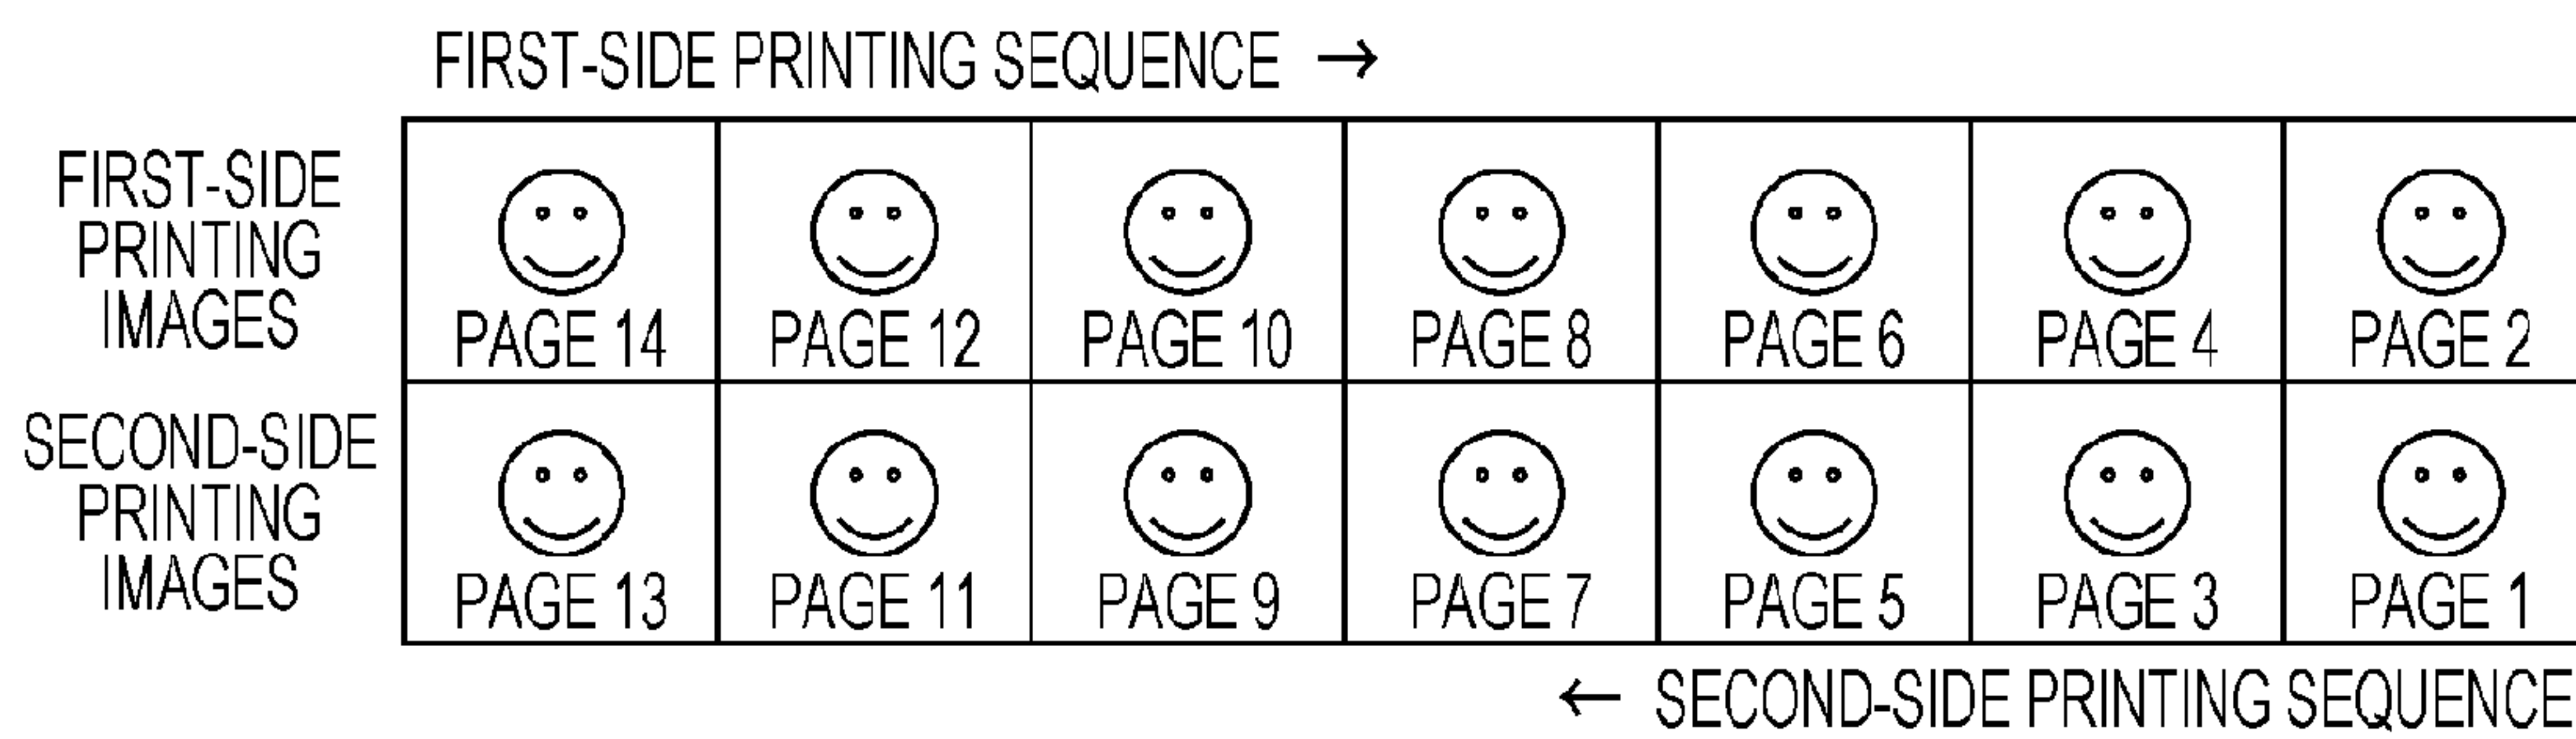 FIRST-SIDE PRINTING SEQUENCE →
FIRST-SIDE
PRINTING
IMAGES
PAGE 14 PAGE 12 PAGE 10 PAGE 8 PAGE 6 PAGE 4 PAGE 2
SECOND-SIDE
PRINTING
IMAGES
PAGE 13 PAGE 11 PAGE 9 PAGE 7 PAGE 5 PAGE 3 PAGE 1
← SECOND-SIDE PRINTING SEQUENCE